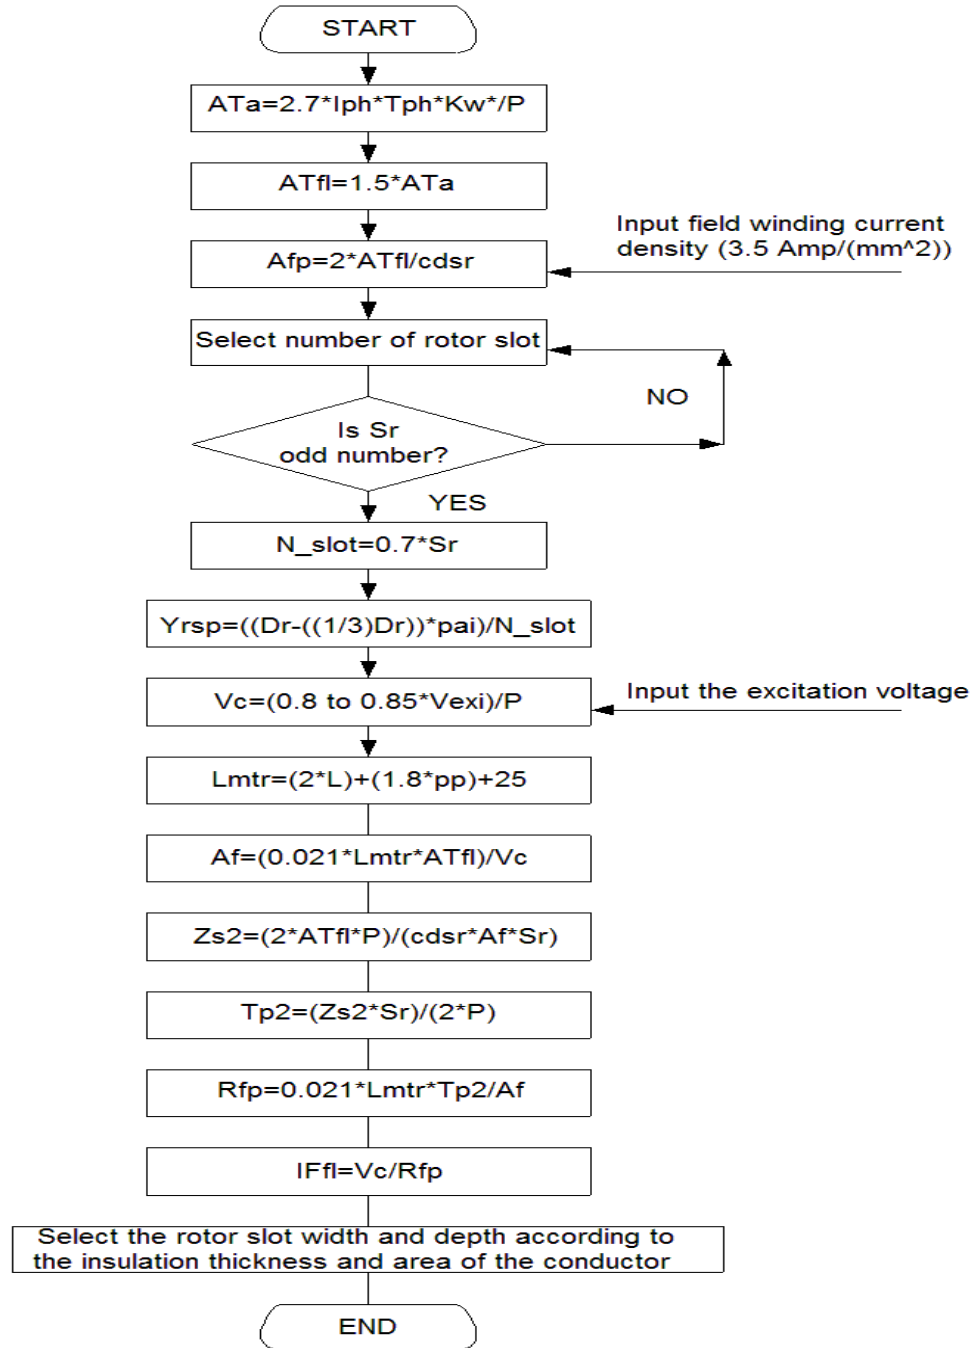 START
ATa=2.7*Iph*Tph*Kw*/P
ATfl=1.5*ATa
Input field winding current
density (3.5 Amp/(mm^2))
Afp=2*ATfl/cdsr
Select number of rotor slot
NO
Is Sr
odd number?
YES
N_slot=0.7*Sr
Yrsp=((Dr-((1/3)Dr))*pai)/N_slot
Input the excitation voltage
Vc=(0.8 to 0.85*Vexi)/P
Lmtr=(2*L)+(1.8*pp)+25
Af=(0.021*Lmtr*ATfl)/Vc
Zs2=(2*ATfl*P)/(cdsr*Af*Sr)
Tp2=(Zs2*Sr)/(2*P)
Rfp=0.021*Lmtr*Tp2/Af
IFfl=Vc/Rfp
Select the rotor slot width and depth according to
the insulation thickness and area of the conductor
END